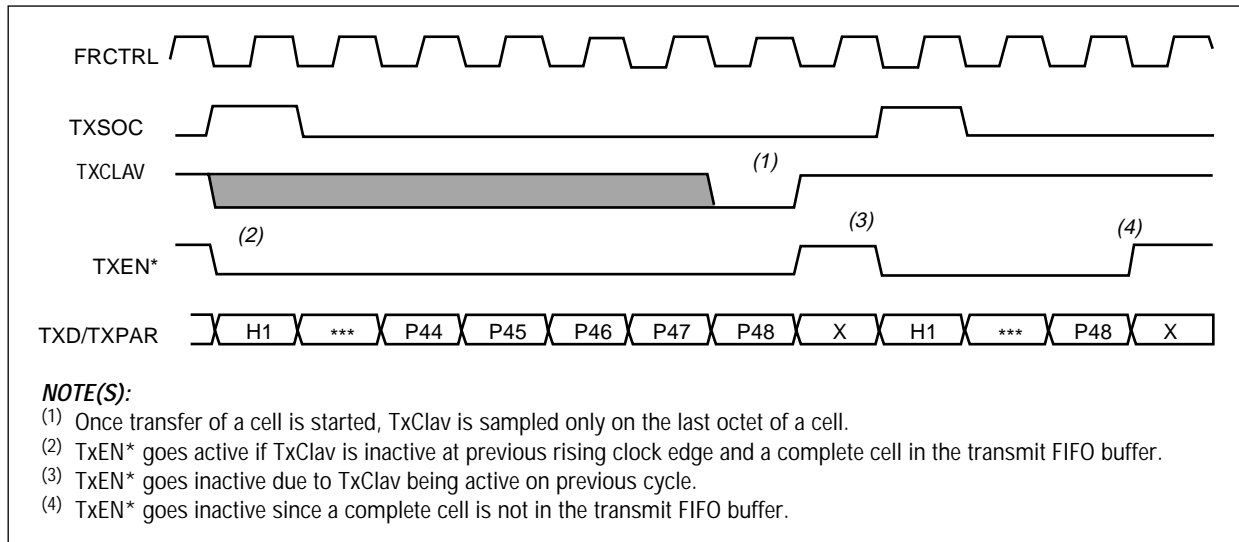 FRCTRL
TXSOC
TXCLAV
(1)
(2)
(3)
(4)
TXEN*
TXD/TXPAR H1 *** P44 P45 P46 P47 P48 X H1 *** P48 X
NOTE(S):
(1) Once transfer of a cell is started, TxClav is sampled only on the last octet of a cell.
(2) TxEN* goes active if TxClav is inactive at previous rising clock edge and a complete cell in the transmit FIFO buffer.
(3) TxEN* goes inactive due to TxClav being active on previous cycle.
(4) TxEN* goes inactive since a complete cell is not in the transmit FIFO buffer.